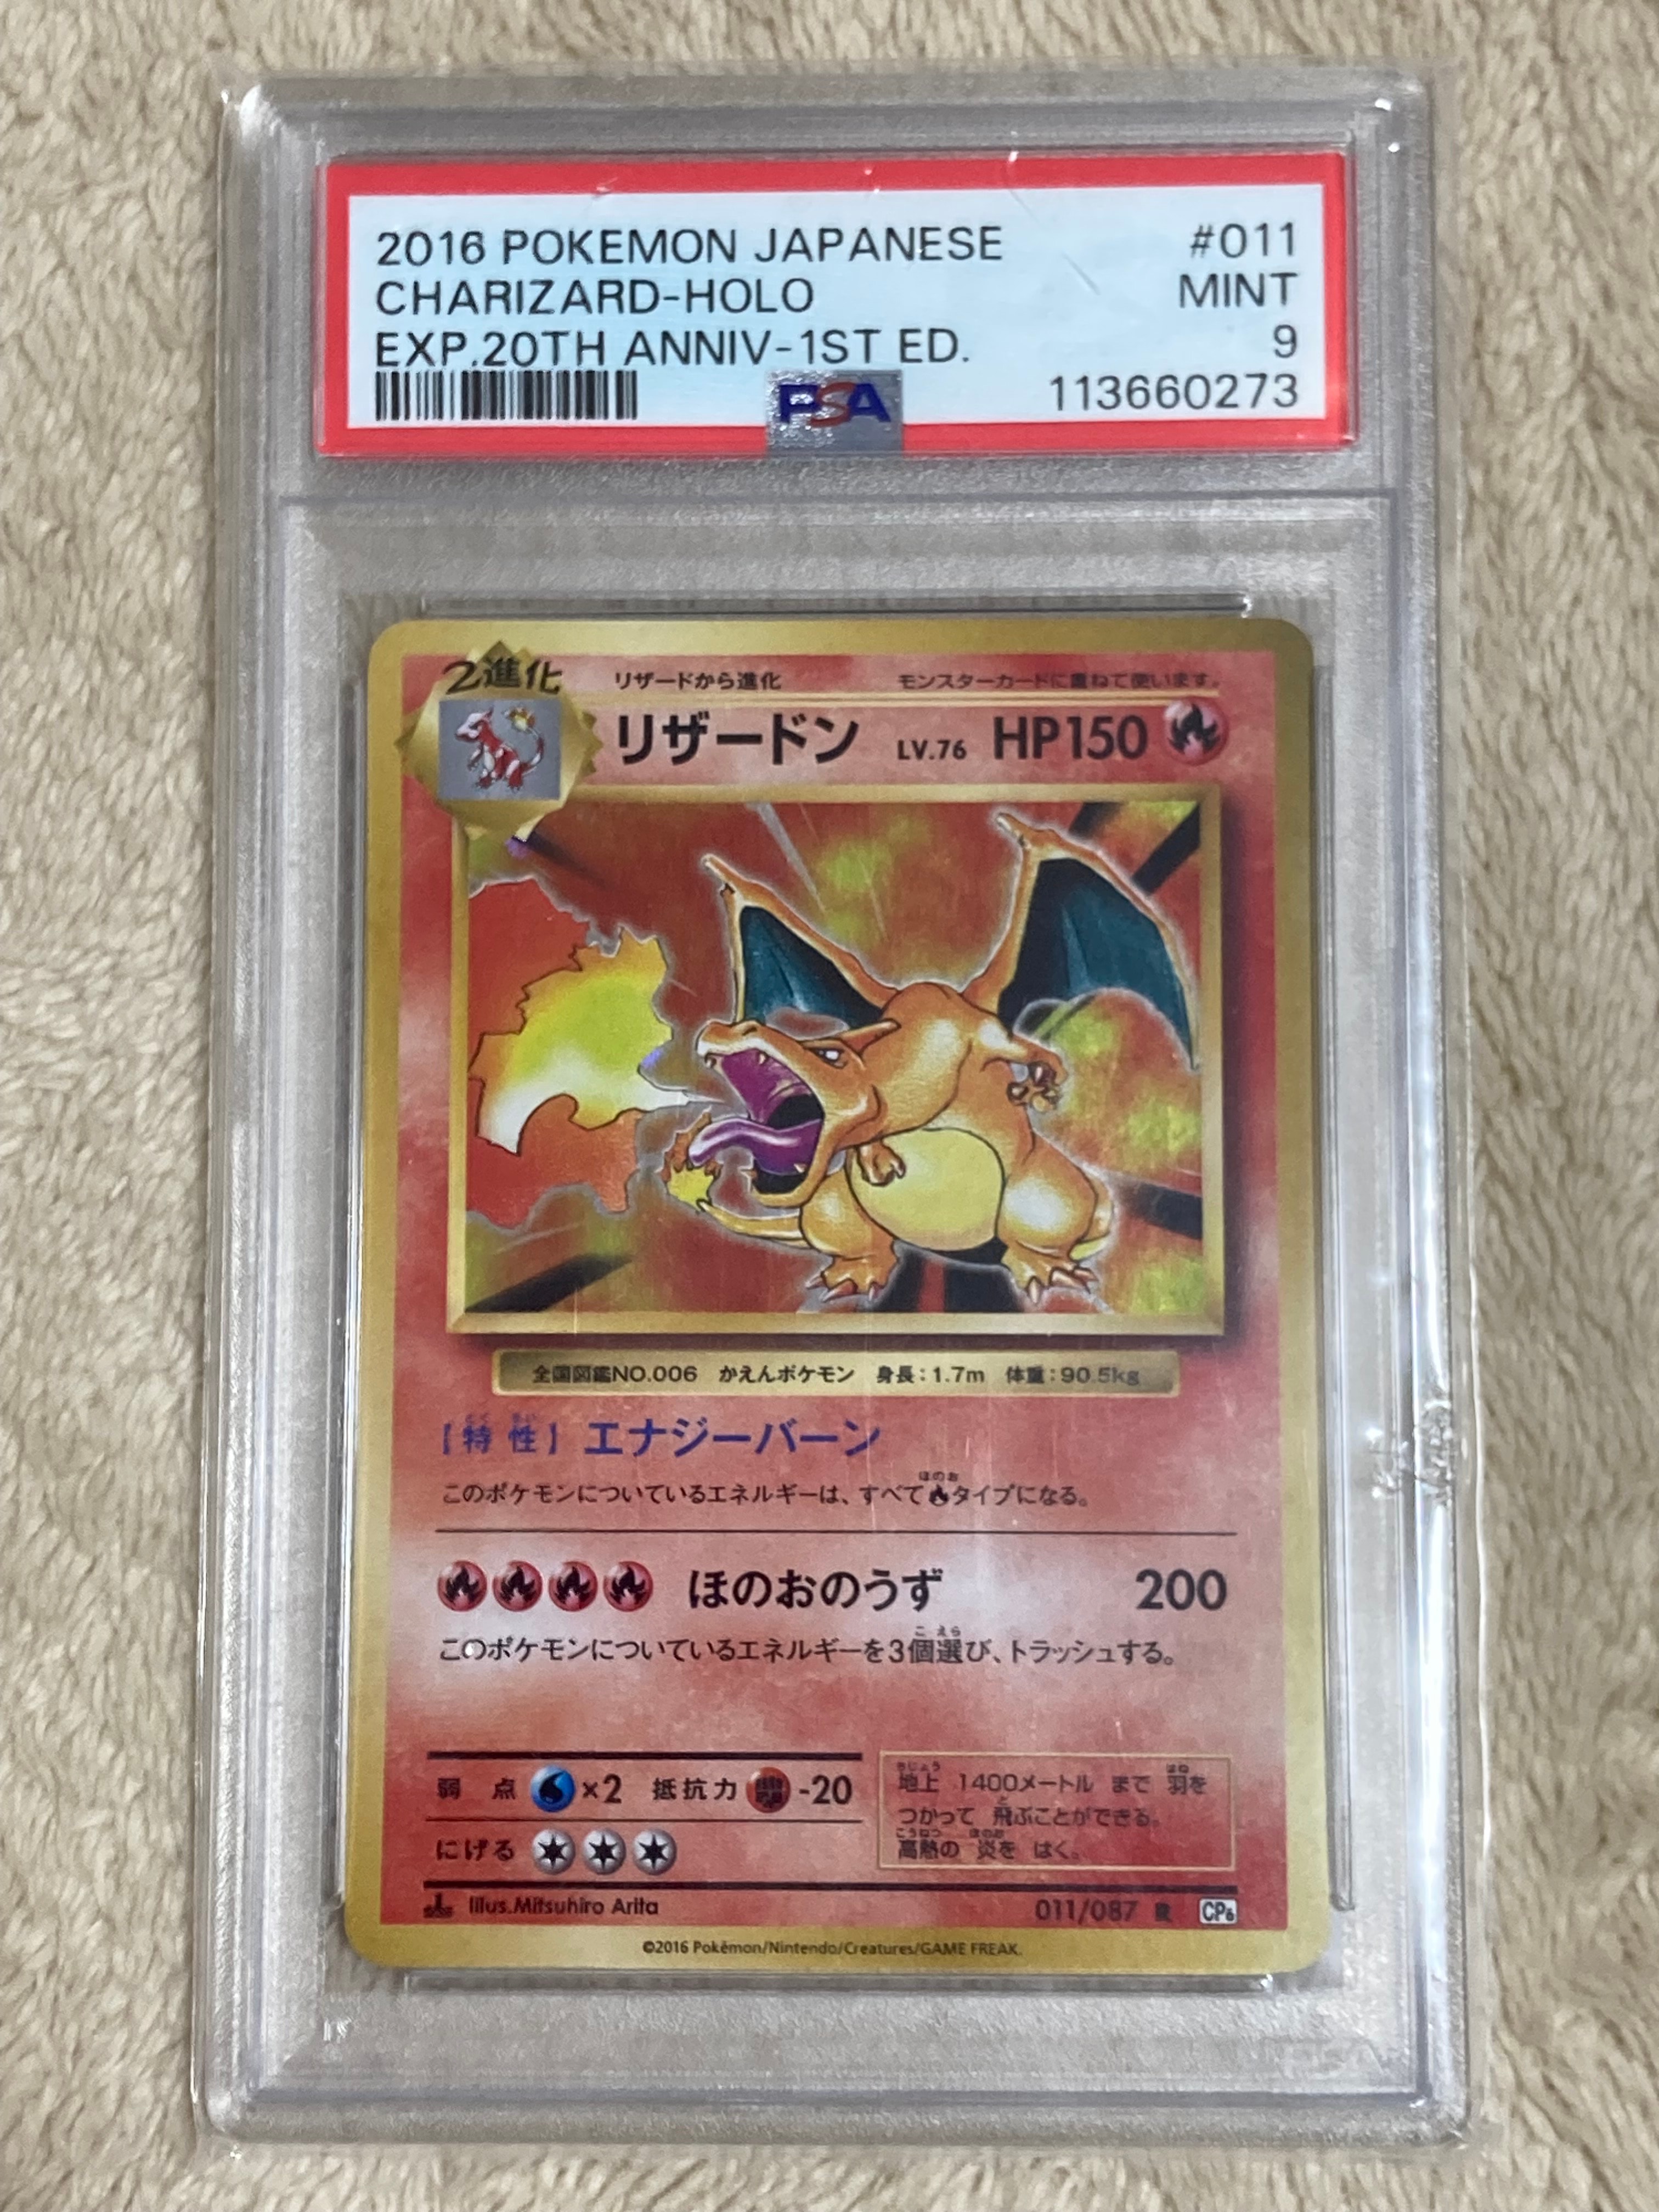 2016 POKEMON JAPANESE #011
CHARIZARD-HOLO MINT
EXP.20TH ANNIV-1ST ED. 9
PSA 113660273
2進化 リザードから進化 モンスターカードに重ねて使います。
リザードン LV.76 HP150
全国図鑑NO.006 かえんポケモン 身長:1.7m 体重:90.5kg
[特性] エナジーバーン
このポケモンについているエネルギーは、すべてタイプになる。
ほのおのうず 200
このポケモンについているエネルギーを3個選び、トラッシュする。
弱点 ×2 抵抗力 -20
にげる
地上 1400メートル まで 羽を
つかって 飛ぶことができる。
高熱の 炎を はく。
Illus.Mitsuhiro Arita 011/087 R CP6
©2016 Pokémon/Nintendo/Creatures/GAME FREAK.